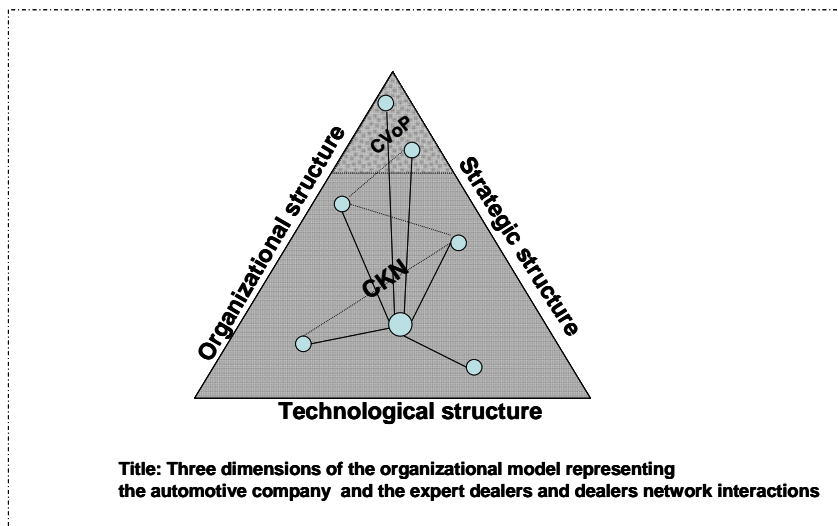 CVoP
Organizational structure
Strategic structure
CKN
Technological structure
Title: Three dimensions of the organizational model representing
the automotive company and the expert dealers and dealers network interactions